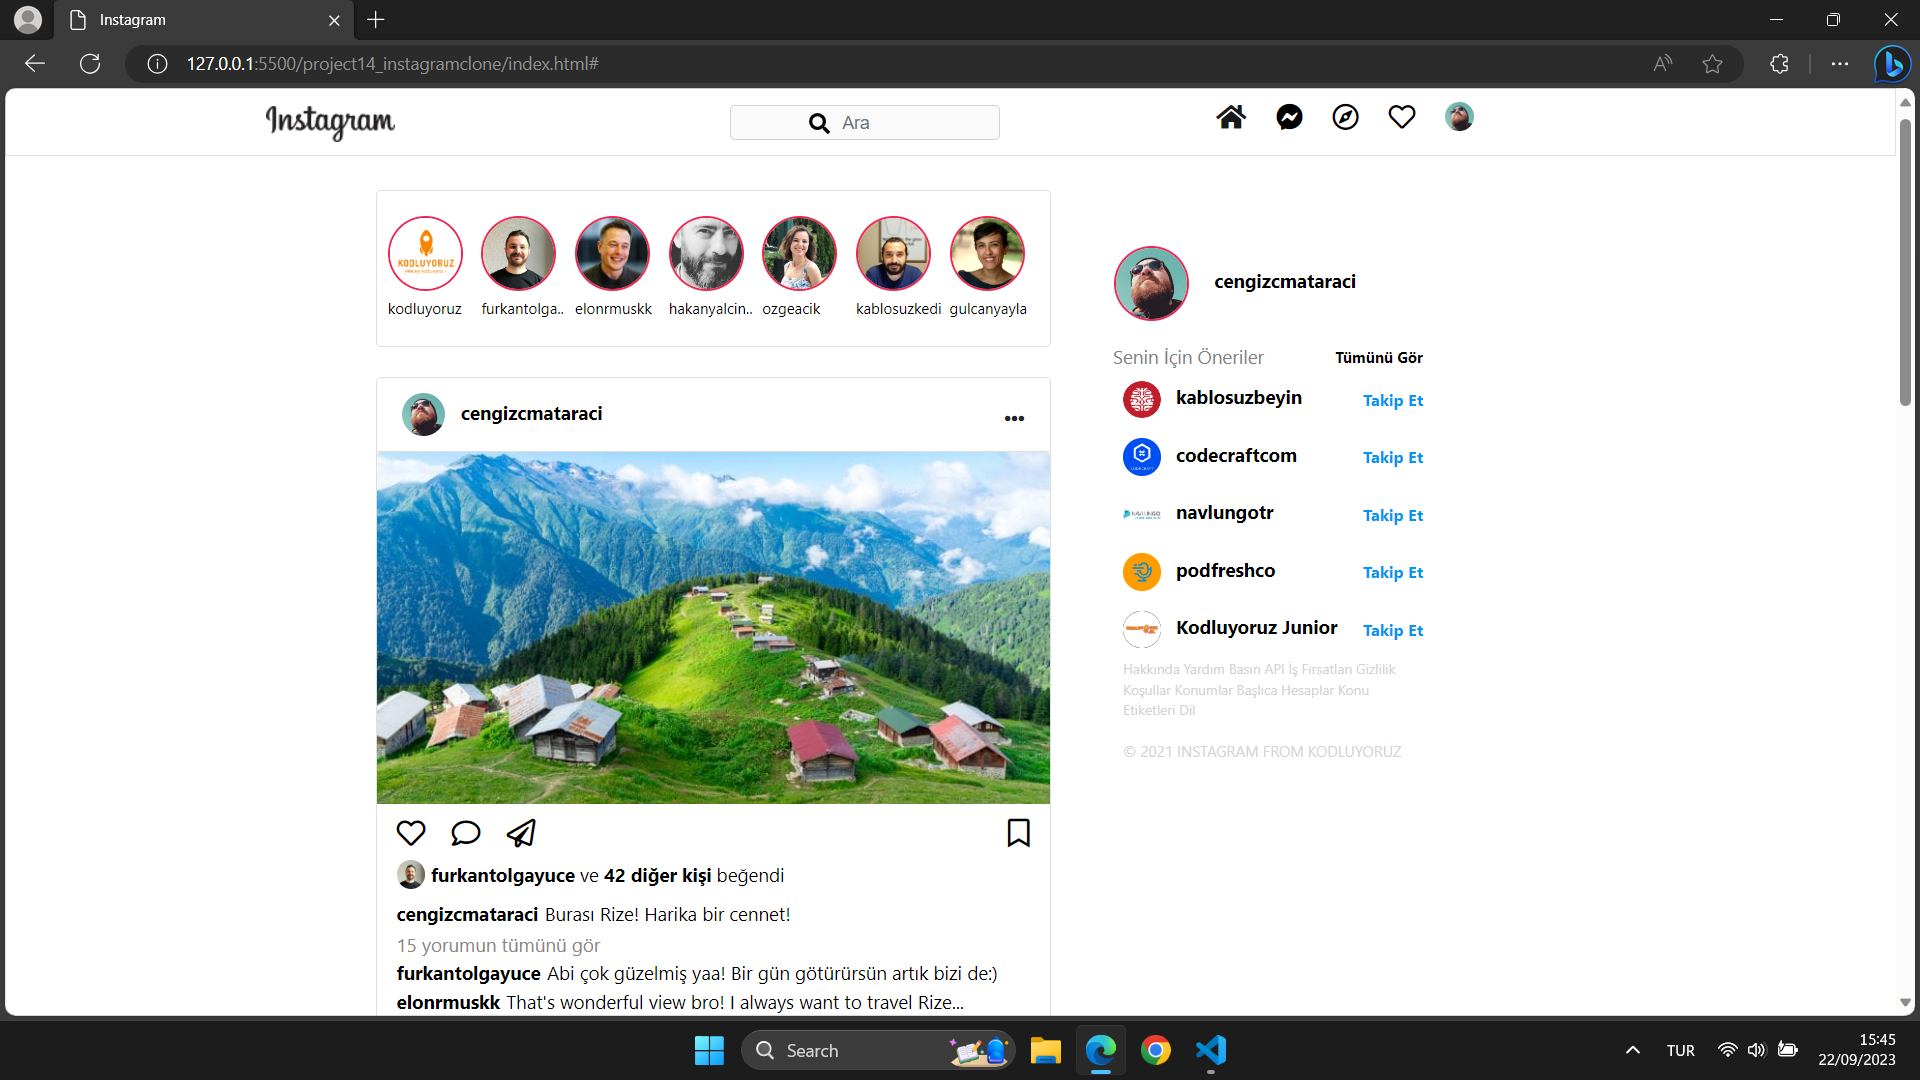 Instagram
127.0.0.1:5500/project14_instagramclone/index.html#
Instagram
Ara
KODLUYORUZ
kodluyoruz
furkantolga..
elonrmuskk
hakanyalcin..
ozgeacik
kablosuzkedi
gulcanyayla
cengizcmataraci
Senin İçin Öneriler
Tümünü Gör
kablosuzbeyin
Takip Et
codecraftcom
Takip Et
navlungotr
Takip Et
podfreshco
Takip Et
Kodluyoruz Junior
Takip Et
Hakkında Yardım Basın API İş Fırsatları Gizlilik
Koşullar Konumlar Başlıca Hesaplar Konu
Etiketleri Dil
© 2021 INSTAGRAM FROM KODLUYORUZ
cengizcmataraci
furkantolgayuce ve 42 diğer kişi beğendi
cengizcmataraci Burası Rize! Harika bir cennet!
15 yorumun tümünü gör
furkantolgayuce Abi çok güzelmiş yaa! Bir gün götürürsün artık bizi de:)
elonrmuskk That's wonderful view bro! I always want to travel Rize...
Search
TUR
15:45
22/09/2023